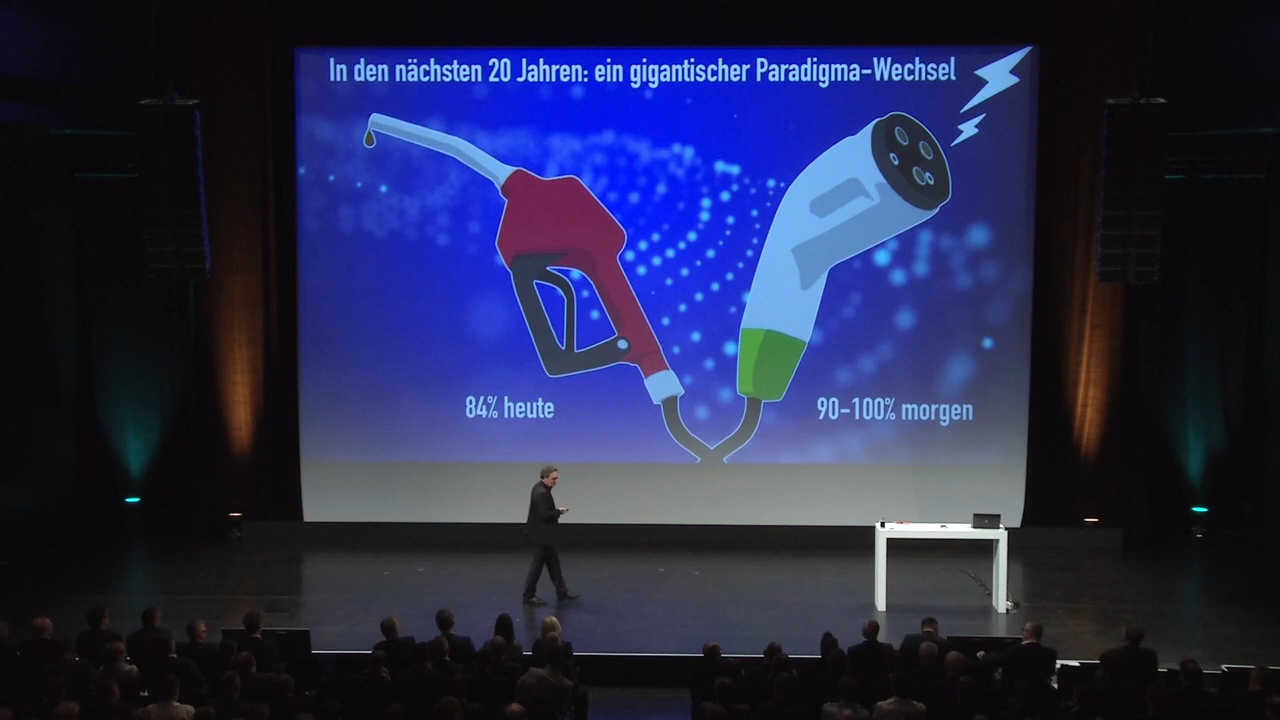 In den nächsten 20 Jahren: ein gigantischer Paradigma-Wechsel
84% heute
90-100% morgen